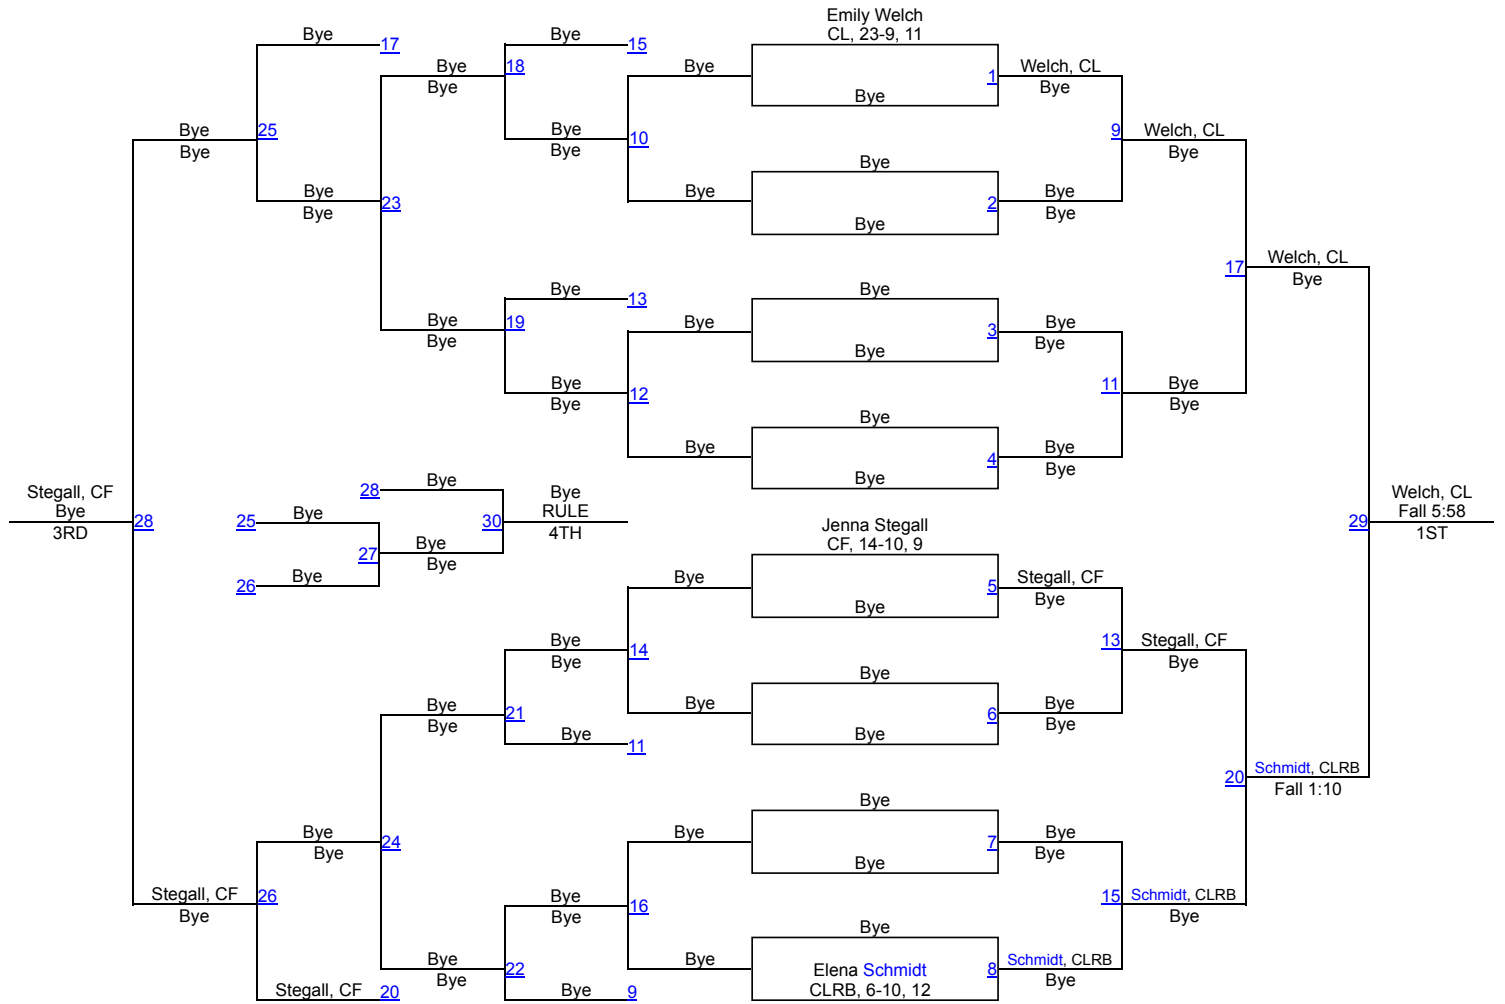 Emily Welch
CL, 23-9, 11
Bye
17
Bye
15
Bye
18
Bye
Bye
1
Welch, CL
Bye
Bye
Bye
25
Bye
Bye
Bye
10
9
Welch, CL
Bye
Bye
Bye
Bye
23
Bye
Bye
2
Bye
Bye
Bye
17
Welch, CL
Bye
Bye
13
Bye
Bye
19
Bye
Bye
3
Bye
Bye
Bye
Bye
Bye
12
11
Bye
Bye
Bye
Bye
4
Bye
Bye
Bye
Stegall, CF
Bye
3RD
28
28
Bye
Bye
RULE
4TH
30
25
Bye
27
Bye
Bye
26
Bye
29
Welch, CL
Fall 5:58
1ST
Jenna Stegall
CF, 14-10, 9
Bye
5
Stegall, CF
Bye
Bye
Bye
Bye
14
13
Stegall, CF
Bye
Bye
Bye
Bye
21
Bye
6
Bye
Bye
Bye
Bye
11
20
Schmidt, CLRB
Fall 1:10
Bye
Bye
Bye
24
Bye
7
Bye
Bye
Bye
Stegall, CF
Bye
26
Bye
Bye
16
15
Schmidt, CLRB
Bye
Bye
Bye
Bye
22
Bye
Elena Schmidt
CLRB, 6-10, 12
8
Schmidt, CLRB
Bye
Stegall, CF
20
Bye
9